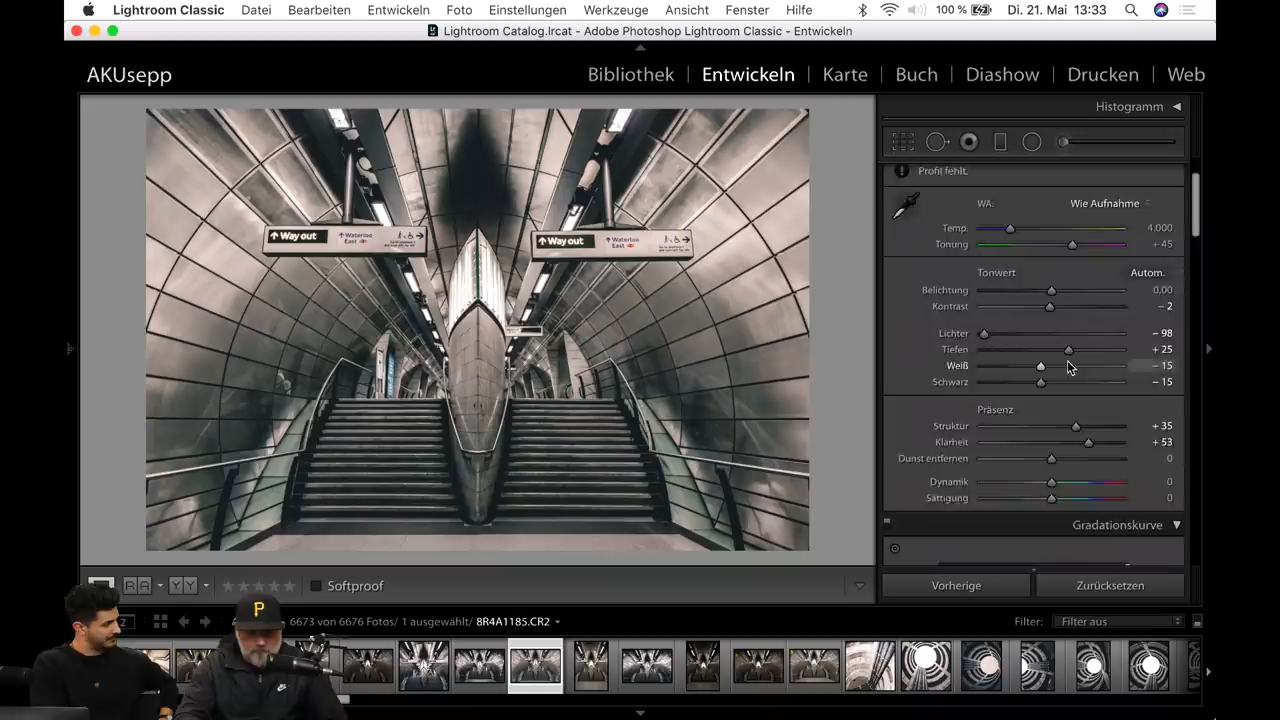 Lightroom Classic Datei Bearbeiten Entwickeln Foto Einstellungen Werkzeuge Ansicht Fenster Hilfe 100 % Di. 21. Mai 13:33
Lightroom Catalog.lrcat - Adobe Photoshop Lightroom Classic - Entwickeln
AKUsepp
Bibliothek | Entwickeln | Karte | Buch | Diashow | Drucken | Web
Histogramm
Profil fehlt.
WA: Wie Aufnahme
Temp. 4.000
Tonung + 45
Tonwert Autom.
Belichtung 0,00
Kontrast – 2
Lichter – 98
Tiefen + 25
Weiß – 15
Schwarz – 15
Präsenz
Struktur + 35
Klarheit + 53
Dunst entfernen 0
Dynamik 0
Sättigung 0
Gradationskurve
Vorherige Zurücksetzen
Way out Waterloo East
Way out Waterloo East
R A Y Y Softproof
2 6673 von 6676 Fotos/ 1 ausgewählt/ 8R4A1185.CR2
Filter: Filter aus
P